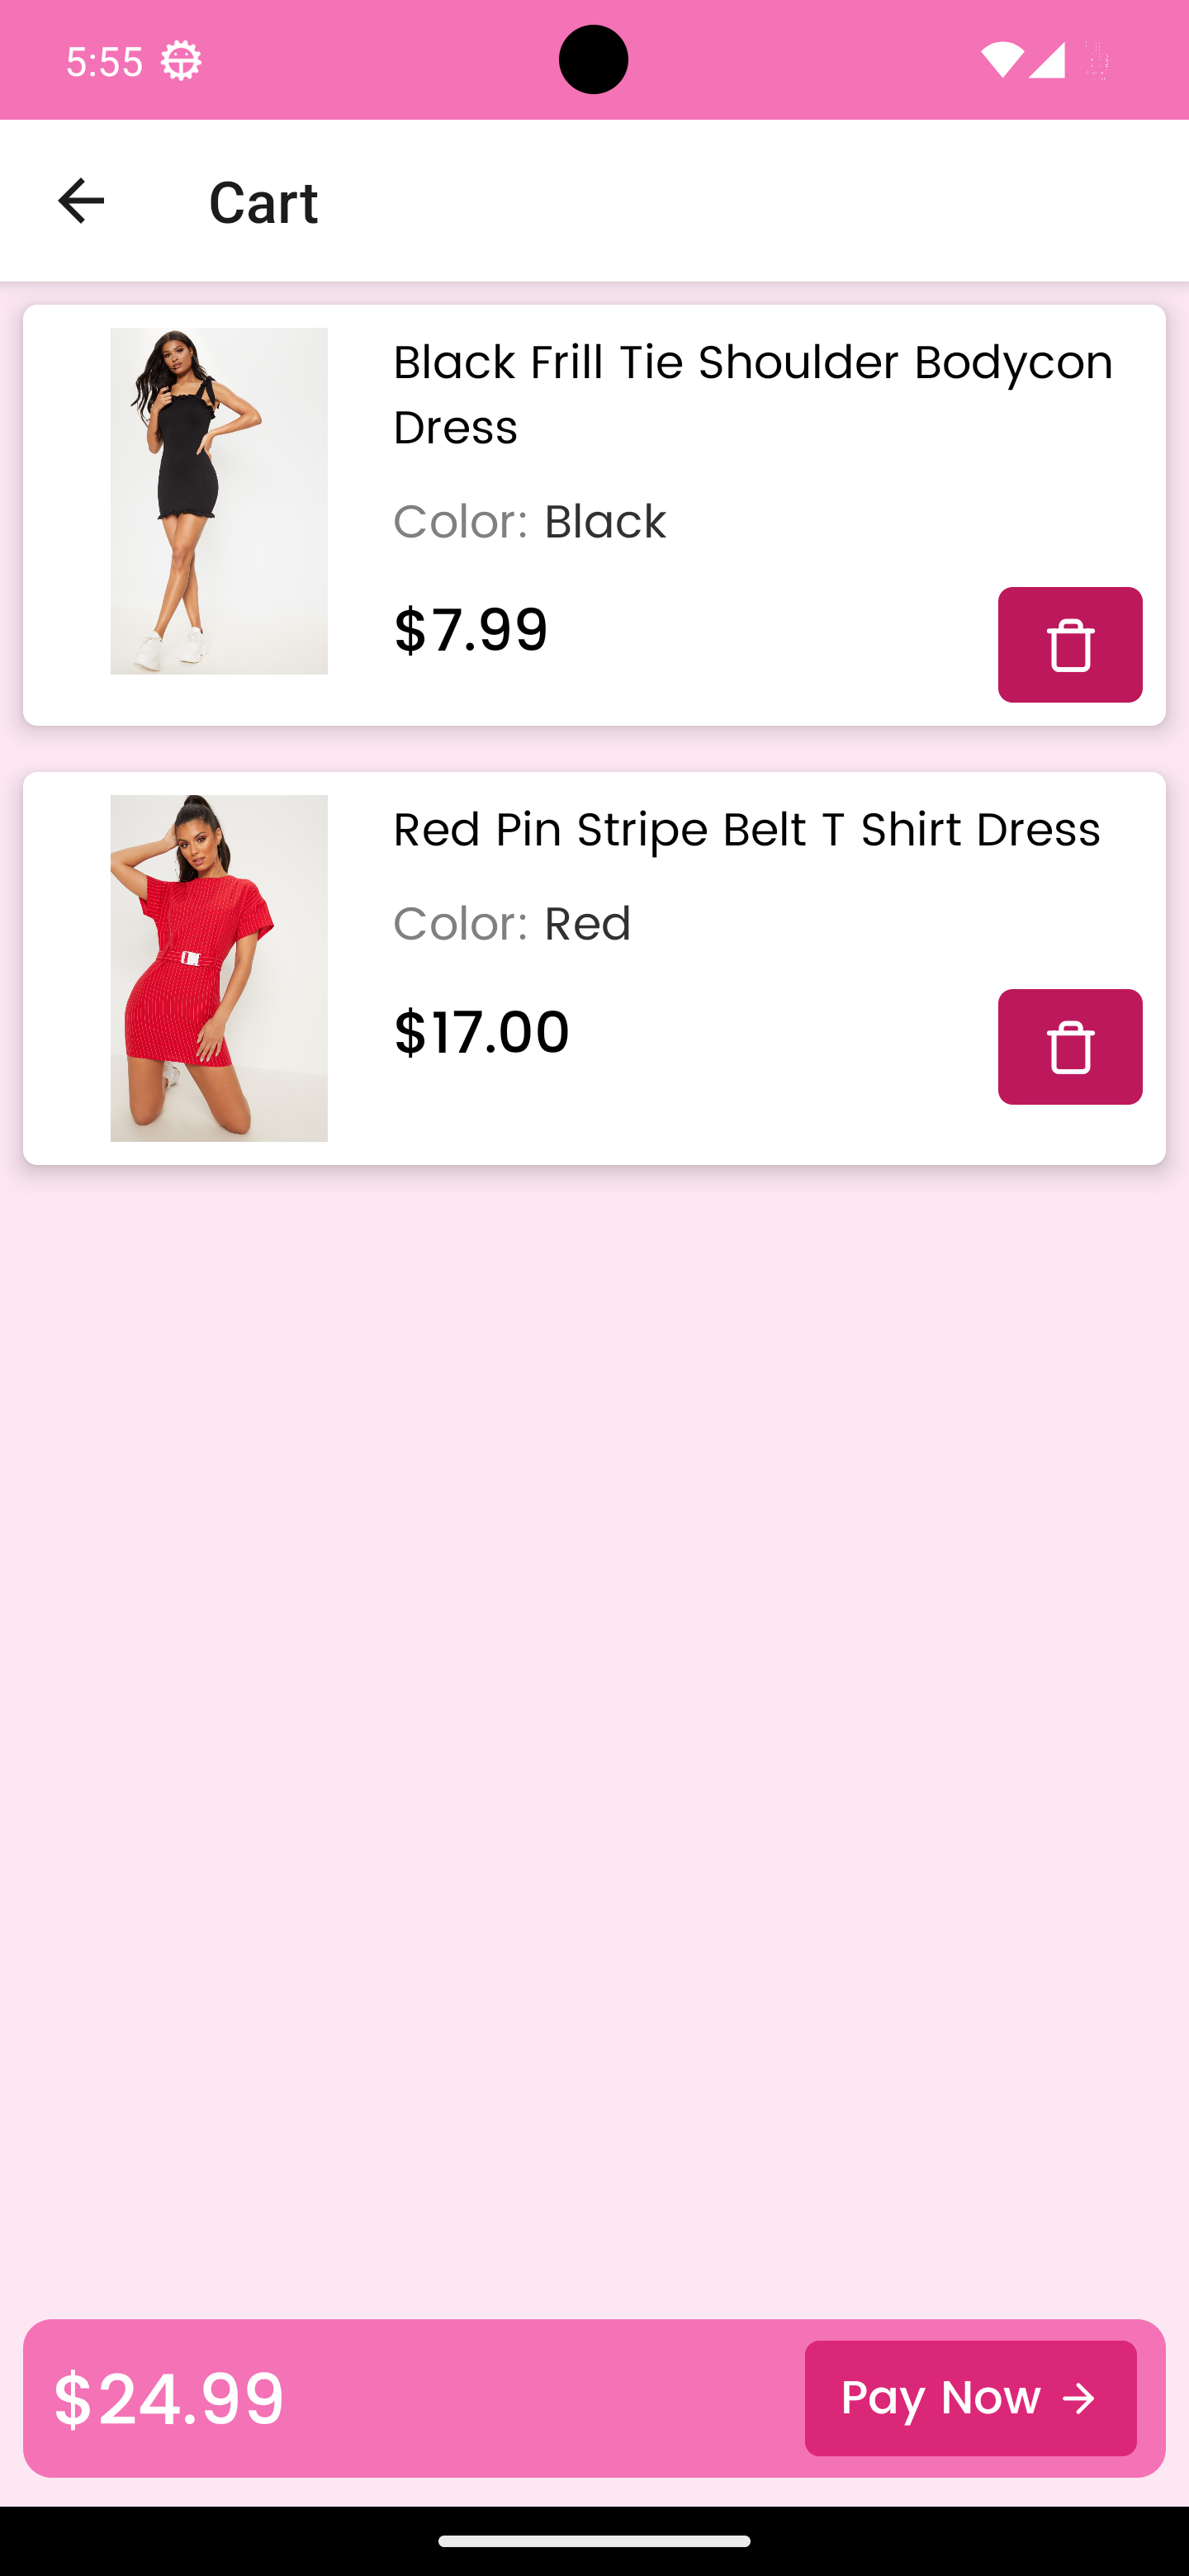 5:55
Cart
Black Frill Tie Shoulder Bodycon
Dress
Color: Black
$7.99
Red Pin Stripe Belt T Shirt Dress
Color: Red
$17.00
$24.99
Pay Now